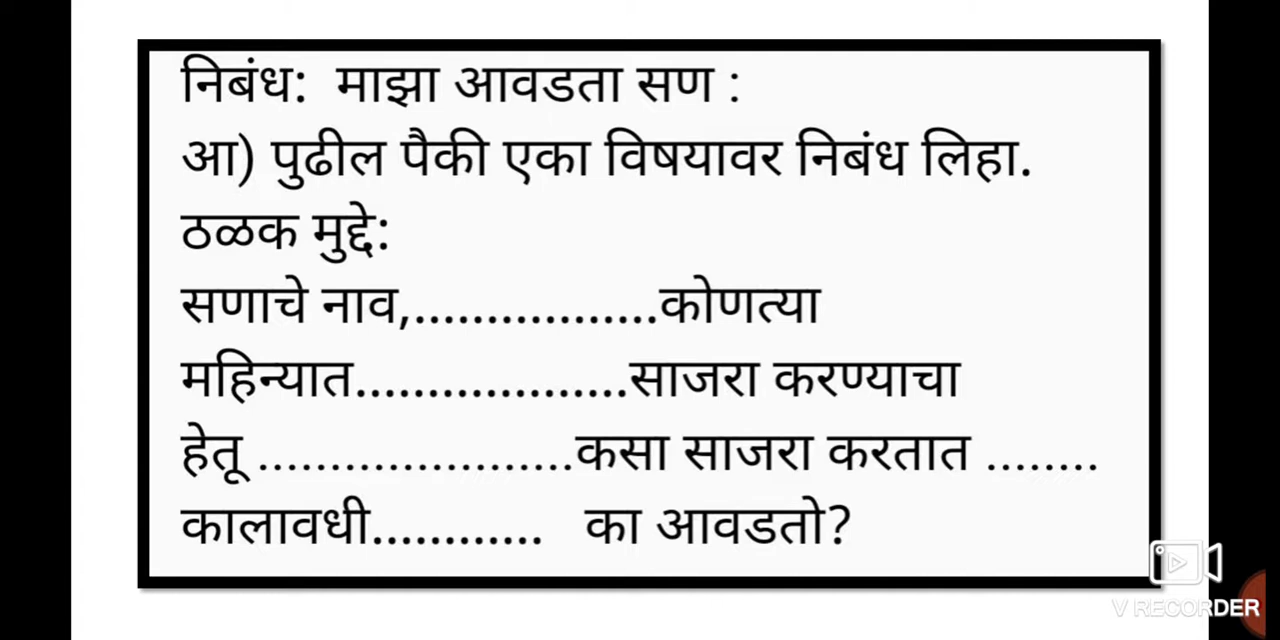 निबंध: माझा आवडता सण :
आ) पुढील पैकी एका विषयावर निबंध लिहा.
ठळक मुद्दे:
सणाचे नाव,.................कोणत्या
महिन्यात...................साजरा करण्याचा
हेतू ......................कसा साजरा करतात ........
कालावधी............ का आवडतो?
V RECORDER